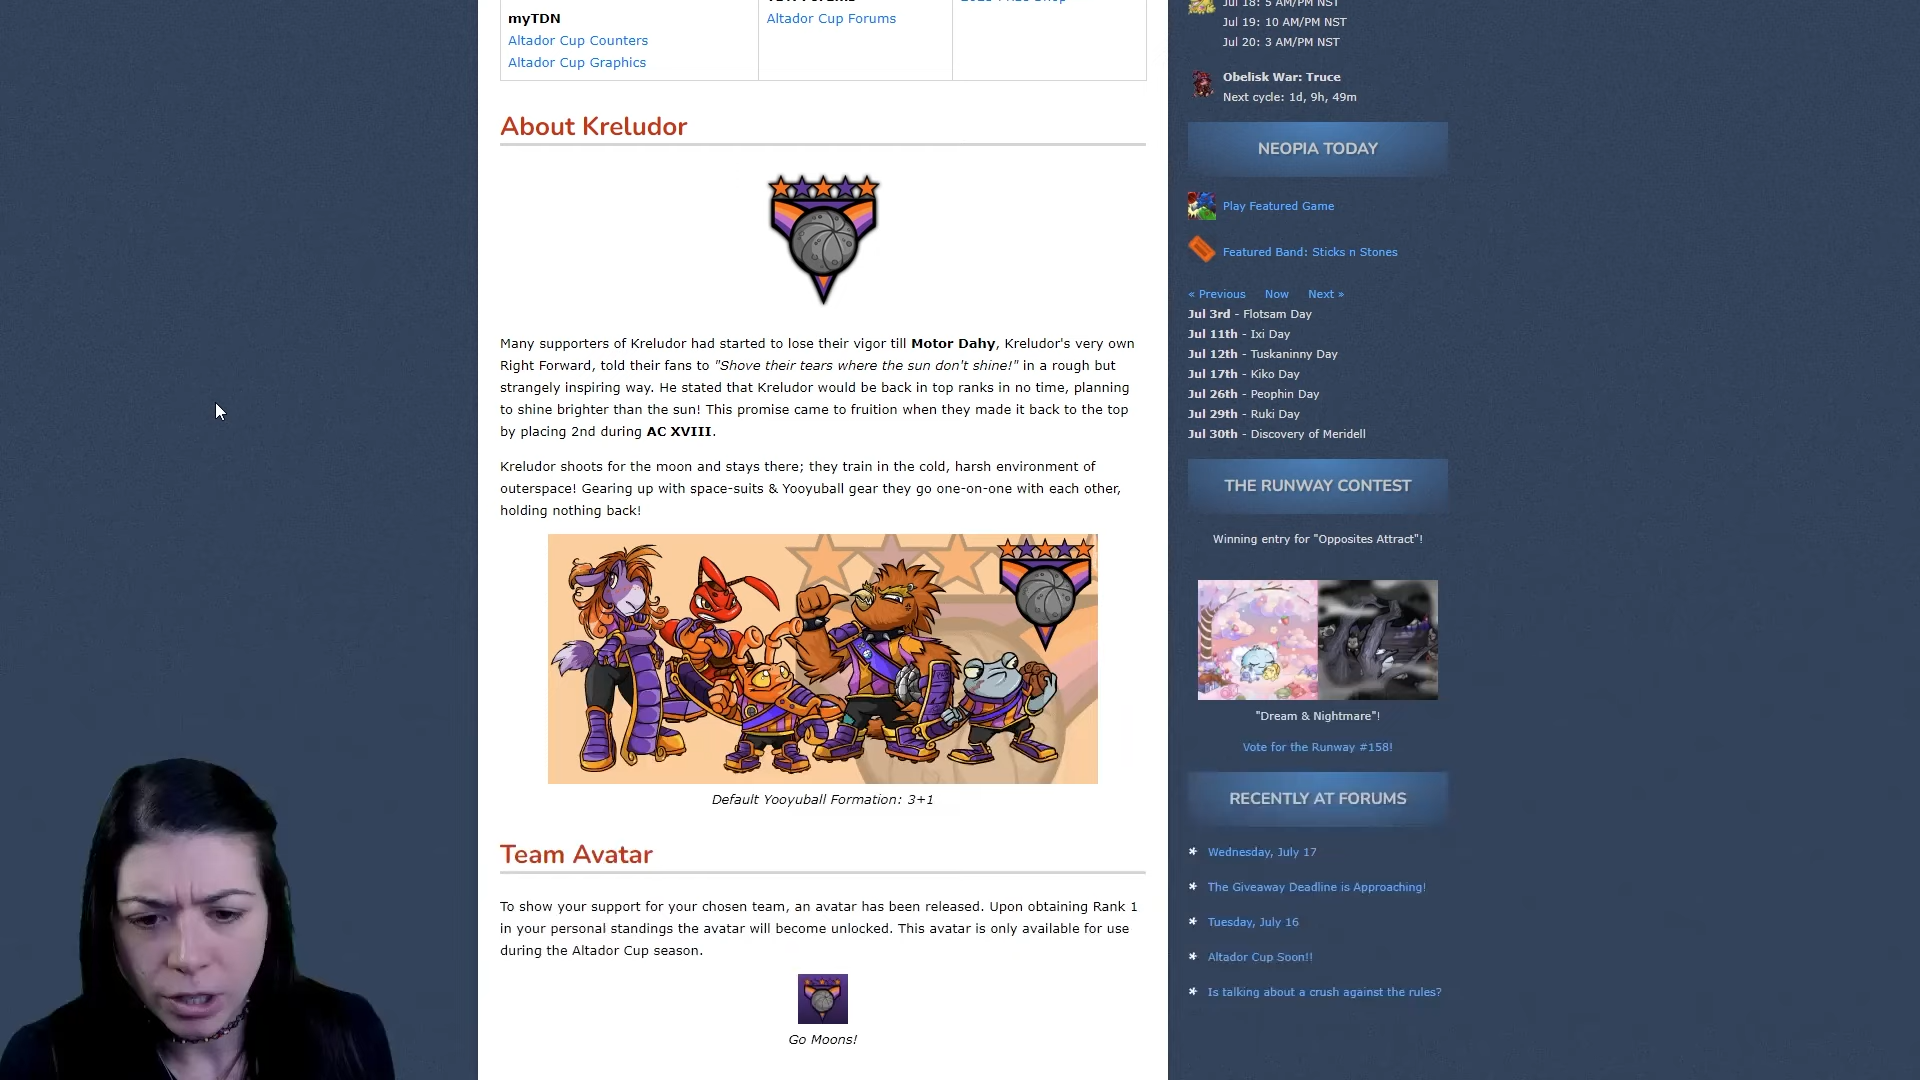 myTDN
Altador Cup Counters
Altador Cup Graphics
Altador Cup Forums
About Kreludor
Many supporters of Kreludor had started to lose their vigor till Motor Dahy, Kreludor's very own
Right Forward, told their fans to "Shove their tears where the sun don't shine!" in a rough but
strangely inspiring way. He stated that Kreludor would be back in top ranks in no time, planning
to shine brighter than the sun! This promise came to fruition when they made it back to the top
by placing 2nd during AC XVIII.
Kreludor shoots for the moon and stays there; they train in the cold, harsh environment of
outerspace! Gearing up with space-suits & Yooyuball gear they go one-on-one with each other,
holding nothing back!
Default Yooyuball Formation: 3+1
Team Avatar
To show your support for your chosen team, an avatar has been released. Upon obtaining Rank 1
in your personal standings the avatar will become unlocked. This avatar is only available for use
during the Altador Cup season.
Go Moons!
Jul 18: 5 AM/PM NST
Jul 19: 10 AM/PM NST
Jul 20: 3 AM/PM NST
Obelisk War: Truce
Next cycle: 1d, 9h, 49m
NEOPIA TODAY
Play Featured Game
Featured Band: Sticks n Stones
« Previous Now Next »
Jul 3rd - Flotsam Day
Jul 11th - Ixi Day
Jul 12th - Tuskaninny Day
Jul 17th - Kiko Day
Jul 26th - Peophin Day
Jul 29th - Ruki Day
Jul 30th - Discovery of Meridell
THE RUNWAY CONTEST
Winning entry for "Opposites Attract"!
"Dream & Nightmare"!
Vote for the Runway #158!
RECENTLY AT FORUMS
Wednesday, July 17
The Giveaway Deadline is Approaching!
Tuesday, July 16
Altador Cup Soon!!
Is talking about a crush against the rules?